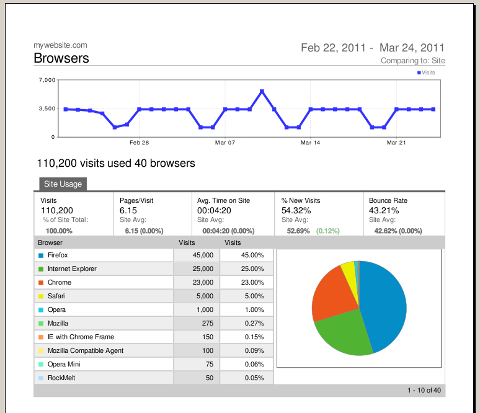 mywebsite.com
Feb 22, 2011 - Mar 24, 2011
Browsers
Comparing to: Site
Visits
7,000
3,500
0
Feb 28 Mar 07 Mar 14 Mar 21
110,200 visits used 40 browsers
Site Usage
Visits Pages/Visit Avg. Time on Site % New Visits Bounce Rate
110,200 6.15 00:04:20 54.32% 43.21%
% of Site Total: Site Avg: Site Avg: Site Avg: Site Avg:
100.00% 6.15 (0.00%) 00:04:20 (0.00%) 52.69% (0.12%) 42.62% (0.00%)
Browser Visits Visits
Firefox 45,000 45.00%
Internet Explorer 25,000 25.00%
Chrome 23,000 23.00%
Safari 5,000 5.00%
Opera 1,000 1.00%
Mozilla 275 0.27%
IE with Chrome Frame 150 0.15%
Mozilla Compatible Agent 100 0.09%
Opera Mini 75 0.06%
RockMelt 50 0.05%
1 - 10 of 40